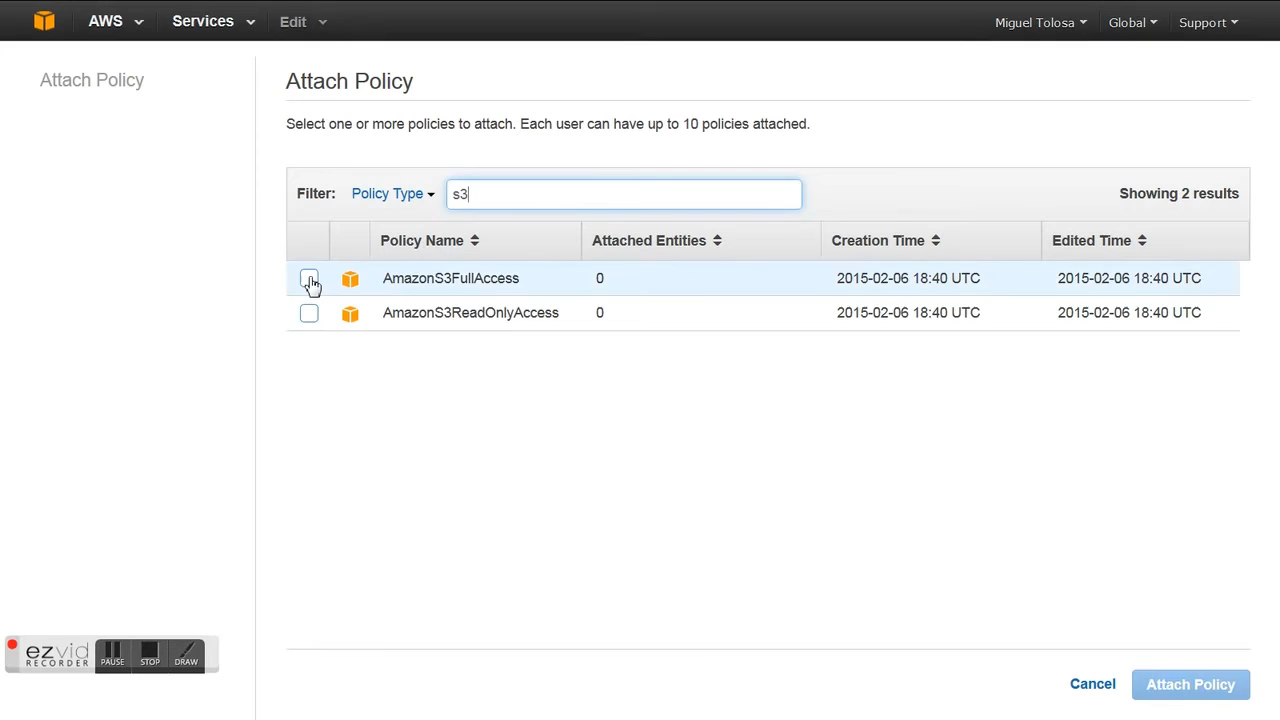 AWS Services Edit Miguel Tolosa Global Support
Attach Policy
Attach Policy
Select one or more policies to attach. Each user can have up to 10 policies attached.
Filter: Policy Type s3 Showing 2 results
Policy Name Attached Entities Creation Time Edited Time
AmazonS3FullAccess 0 2015-02-06 18:40 UTC 2015-02-06 18:40 UTC
AmazonS3ReadOnlyAccess 0 2015-02-06 18:40 UTC 2015-02-06 18:40 UTC
ezvid
RECORDER PAUSE STOP DRAW
Cancel Attach Policy